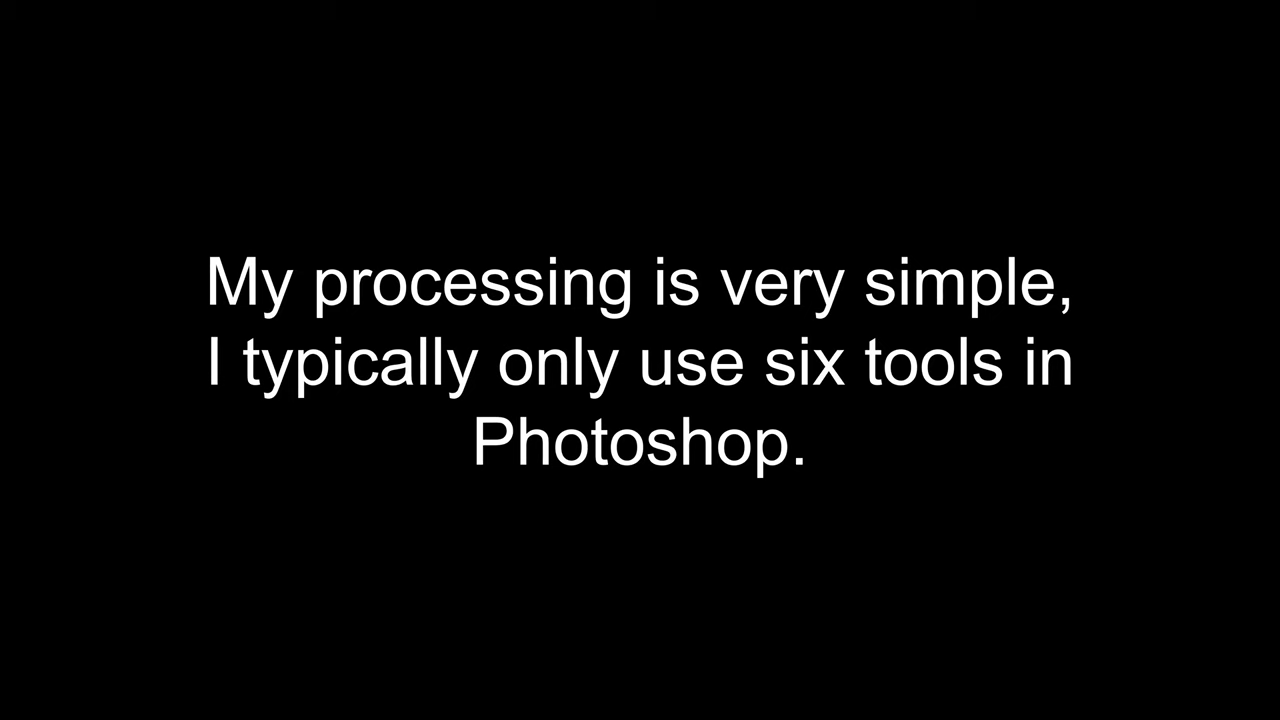 My processing is very simple,
I typically only use six tools in
Photoshop.